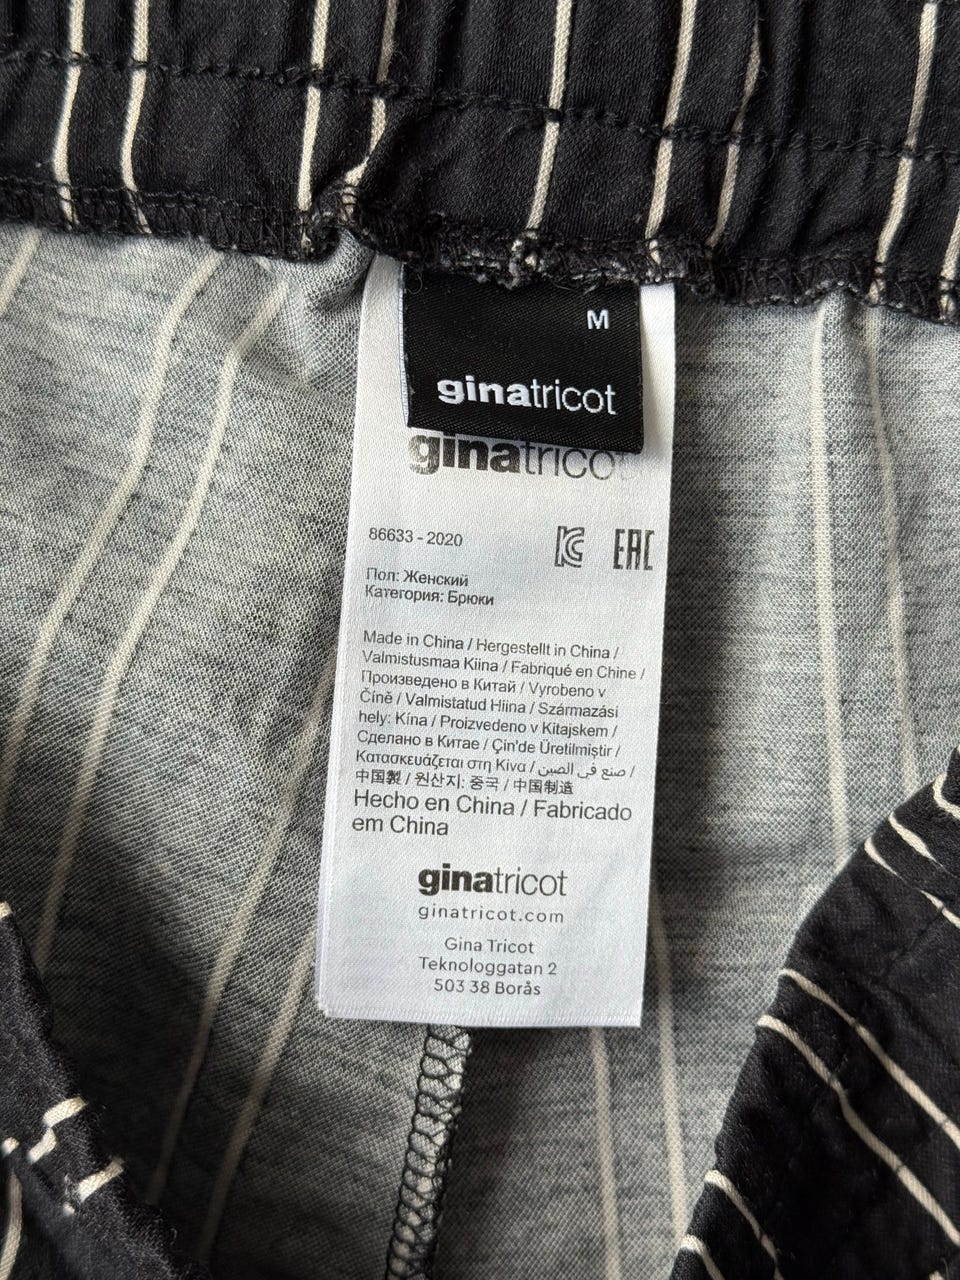 M
ginatricot
ginatrico
86633 - 2020
EAC
Пол: Женский
Категория: Брюки
Made in China / Hergestellt in China /
Valmistusmaa Kiina / Fabriqué en Chine /
Произведено в Китай / Vyrobeno v
Číně / Valmistatud Hiina / Származási
hely: Kína / Proizvedeno v Kitajskem /
Сделано в Китае / Çin'de Üretilmiştir /
Κατασκευάζεται στη Κίνα / صنع في الصين /
中国製 / 원산지: 중국 / 中国制造
Hecho en China / Fabricado
em China
ginatricot
ginatricot.com
Gina Tricot
Teknologgatan 2
503 38 Borås